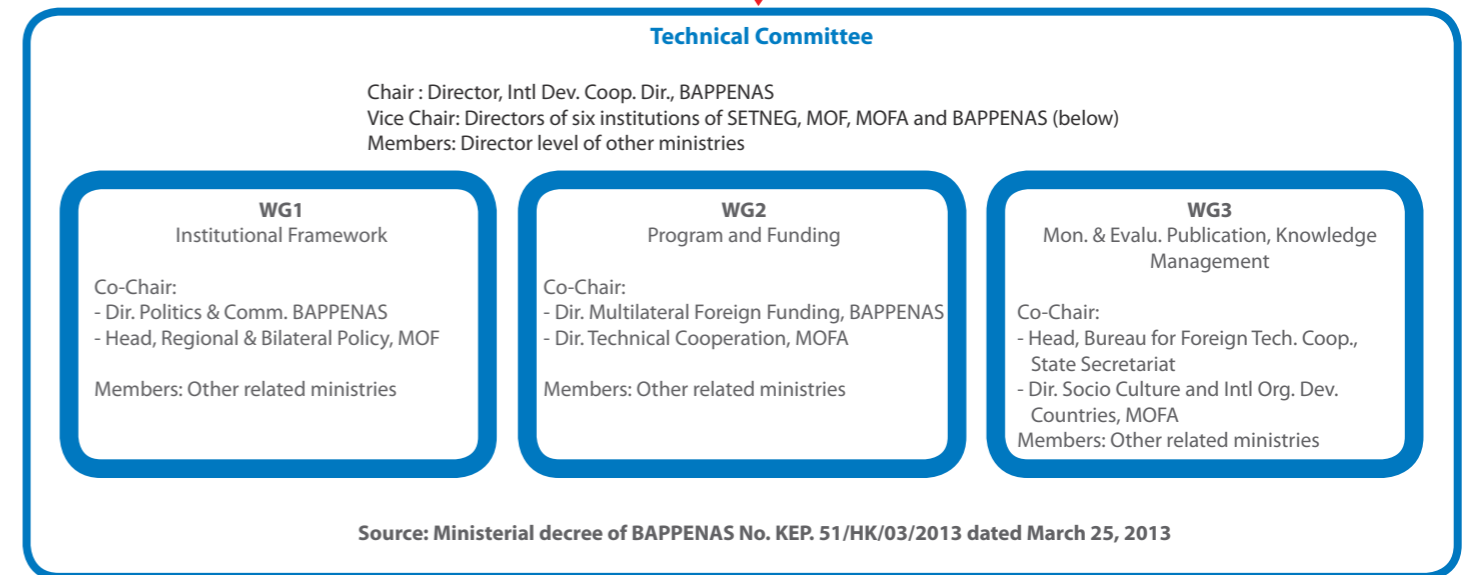 Technical Committee
Chair : Director, Intl Dev. Coop. Dir., BAPPENAS
Vice Chair: Directors of six institutions of SETNEG, MOF, MOFA and BAPPENAS (below)
Members: Director level of other ministries
WG1
Institutional Framework
Co-Chair:
- Dir. Politics & Comm. BAPPENAS
- Head, Regional & Bilateral Policy, MOF
Members: Other related ministries
WG2
Program and Funding
Co-Chair:
- Dir. Multilateral Foreign Funding, BAPPENAS
- Dir. Technical Cooperation, MOFA
Members: Other related ministries
WG3
Mon. & Evalu. Publication, Knowledge
Management
Co-Chair:
- Head, Bureau for Foreign Tech. Coop.,
State Secretariat
- Dir. Socio Culture and Intl Org. Dev.
Countries, MOFA
Members: Other related ministries
Source: Ministerial decree of BAPPENAS No. KEP. 51/HK/03/2013 dated March 25, 2013